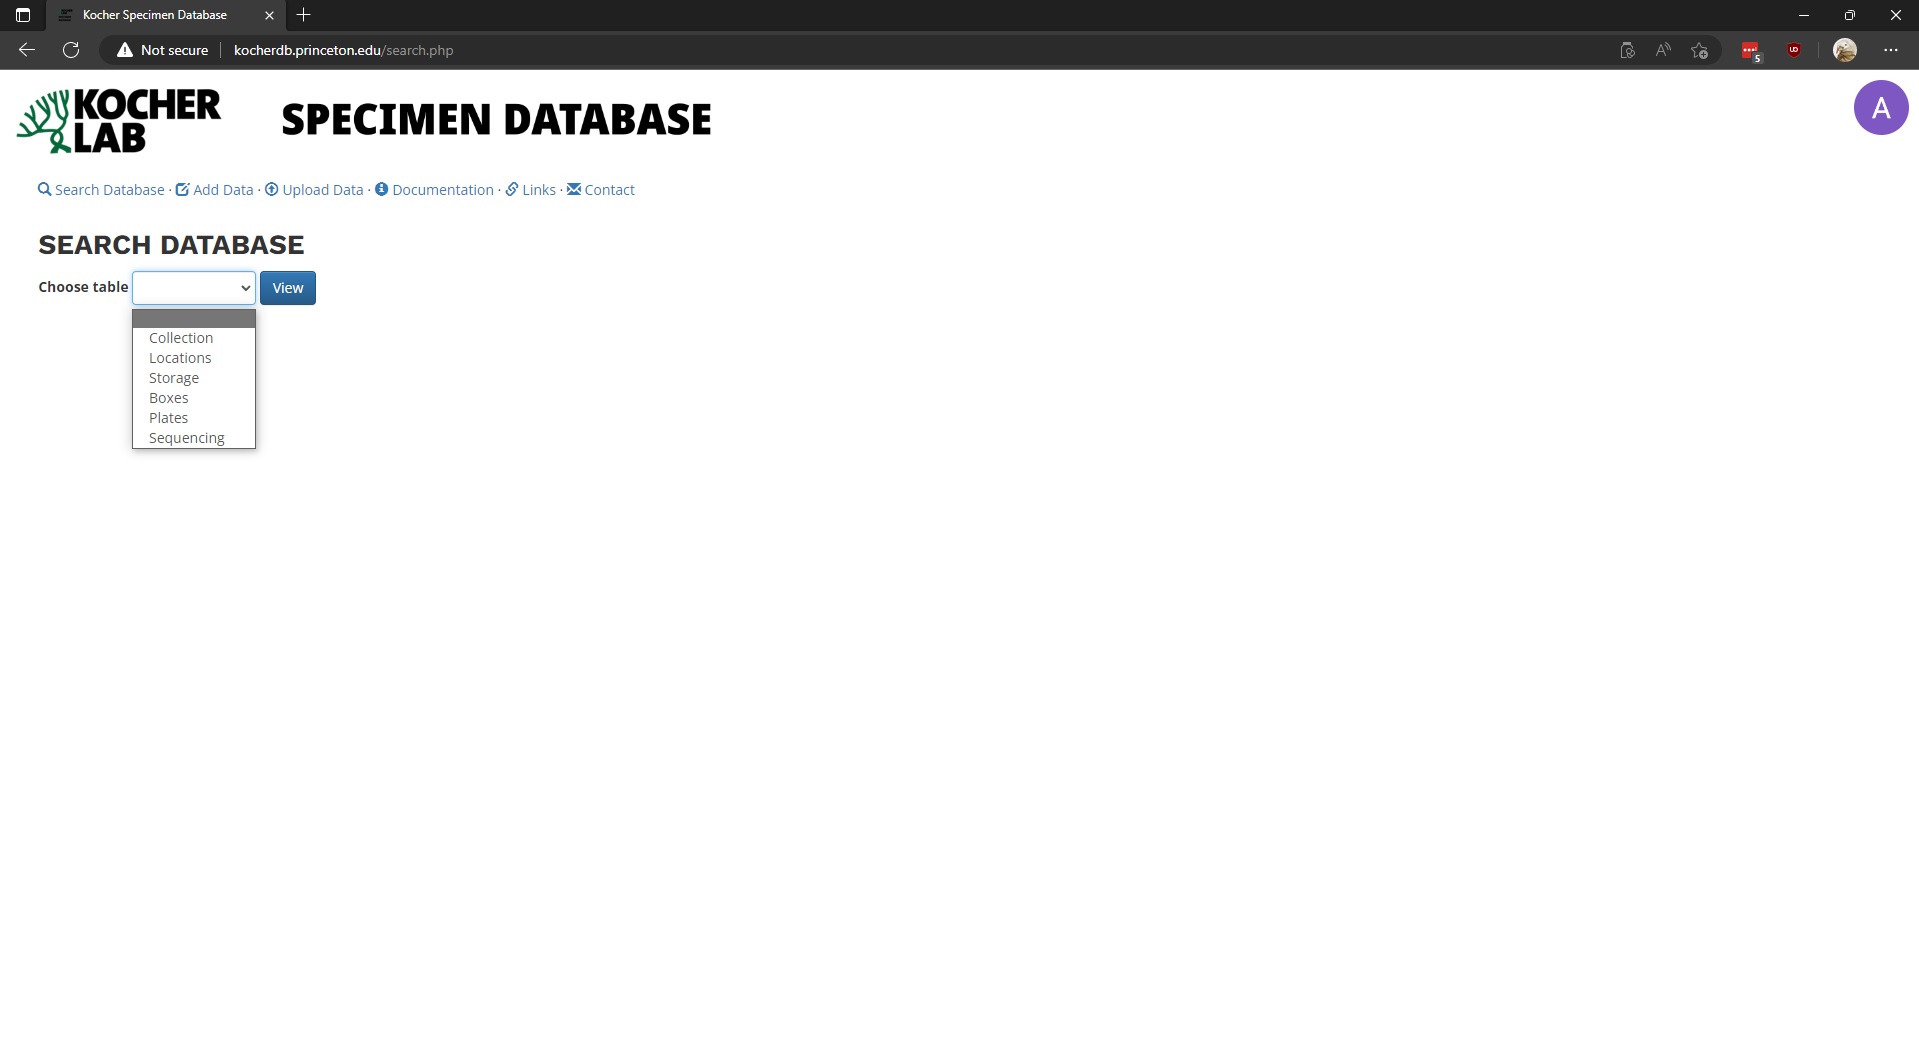 Kocher Specimen Database
Not secure kocherdb.princeton.edu/search.php
5
KOCHER
LAB
SPECIMEN DATABASE
A
Search Database · Add Data · Upload Data · Documentation · Links · Contact
SEARCH DATABASE
Choose table View
Collection
Locations
Storage
Boxes
Plates
Sequencing